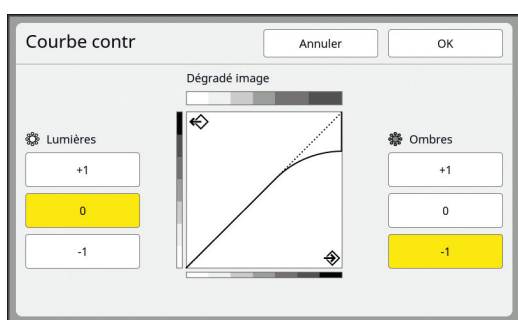 Courbe contr
Annuler
OK
Dégradé image
Lumières
+1
0
-1
Ombres
+1
0
-1